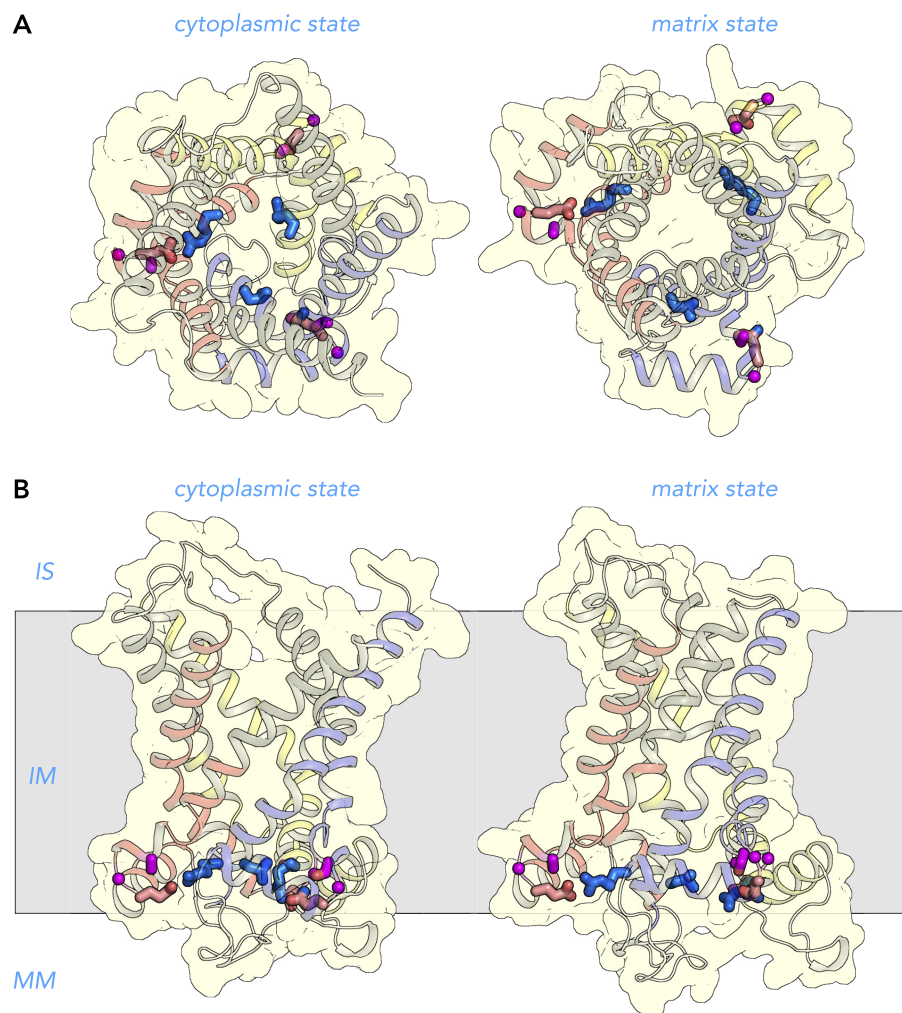 A
cytoplasmic state
matrix state
B
cytoplasmic state
matrix state
IS
IM
MM